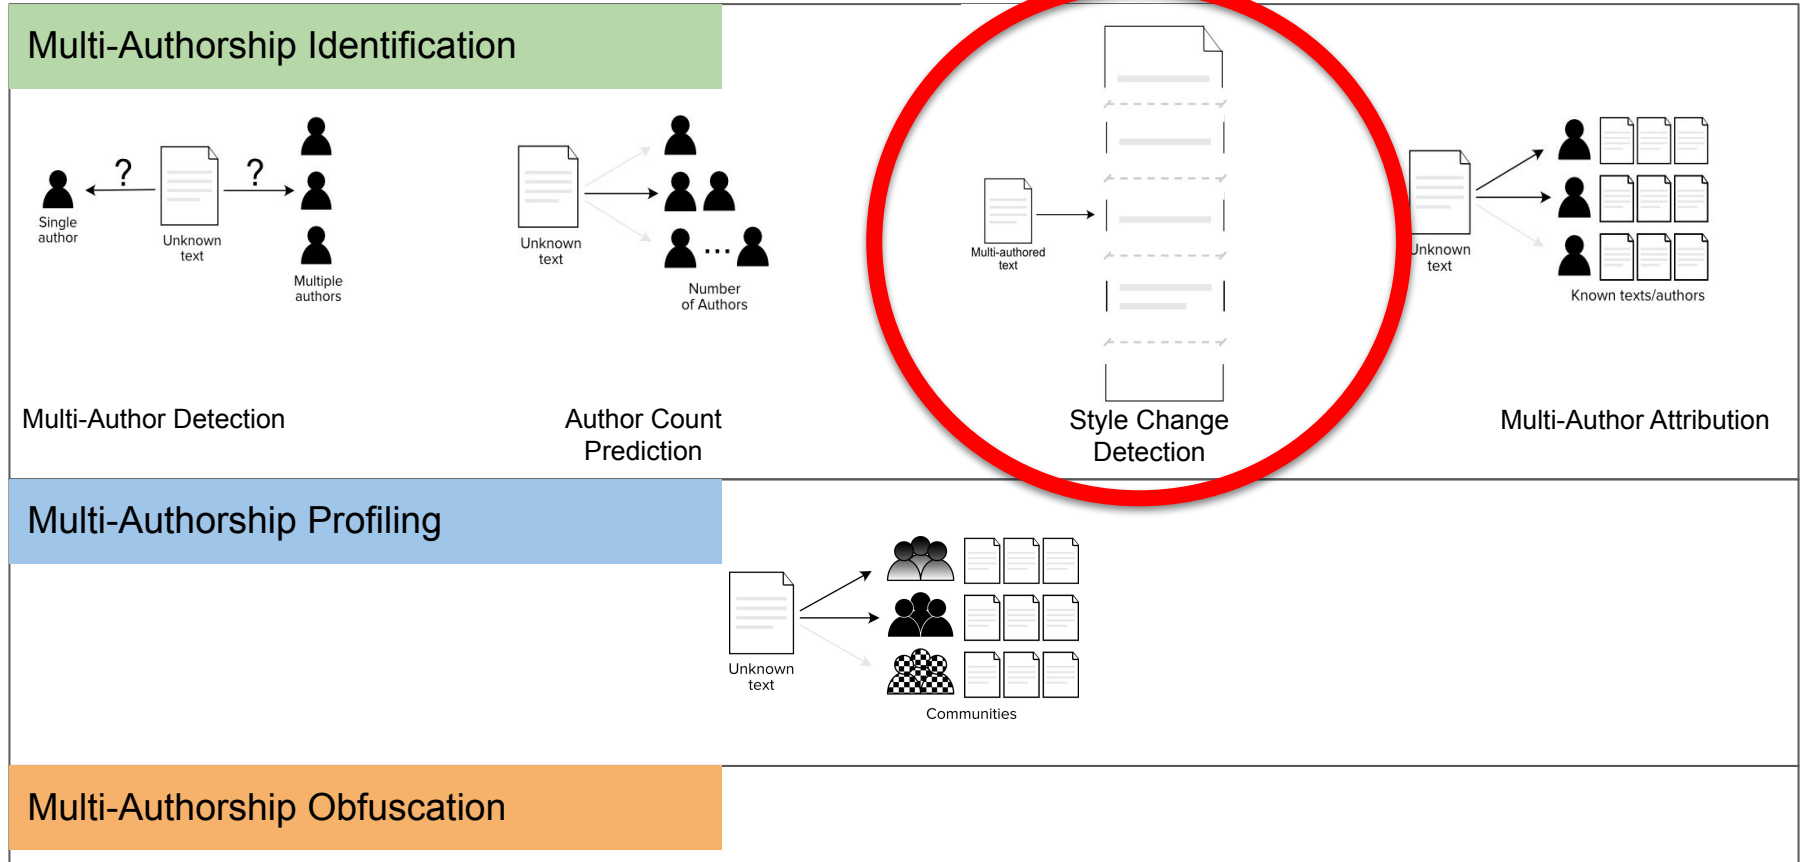 Multi-Authorship Identification
?
?
Single
author
Unknown
text
Multiple
authors
Multi-Author Detection
Unknown
text
...
Number
of Authors
Author Count
Prediction
Multi-authored
text
Style Change
Detection
Unknown
text
Known texts/authors
Multi-Author Attribution
Multi-Authorship Profiling
Unknown
text
Communities
Multi-Authorship Obfuscation